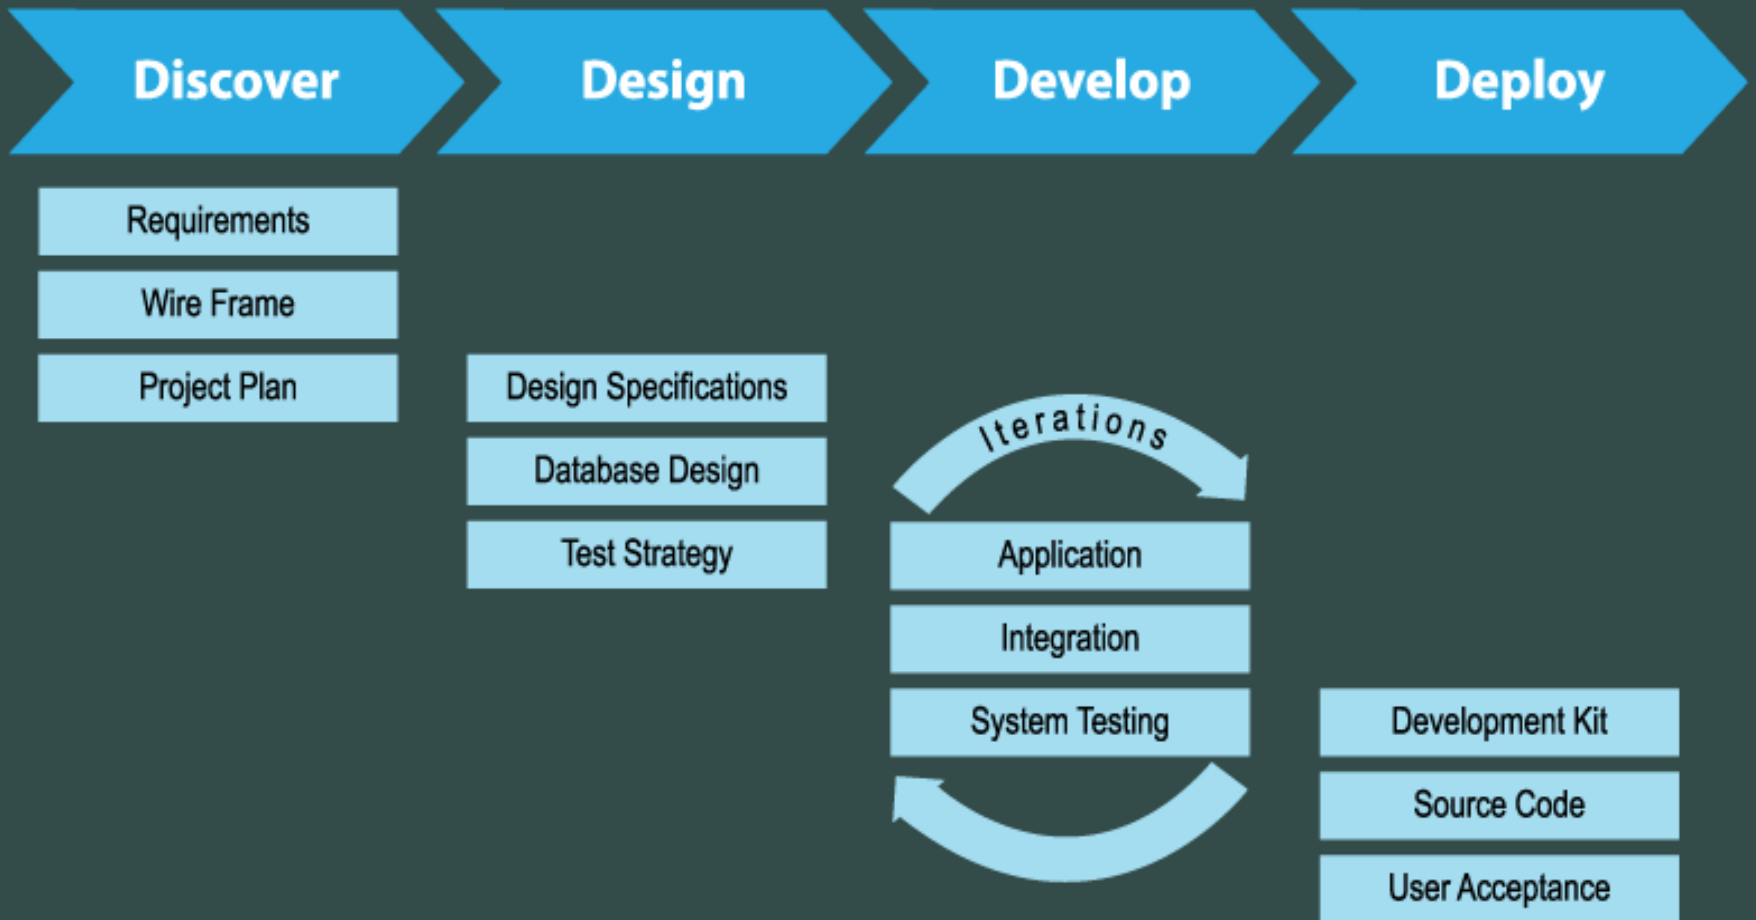 Discover
Design
Develop
Deploy
Requirements
Wire Frame
Project Plan
Design Specifications
Database Design
Test Strategy
Iterations
Application
Integration
System Testing
Development Kit
Source Code
User Acceptance